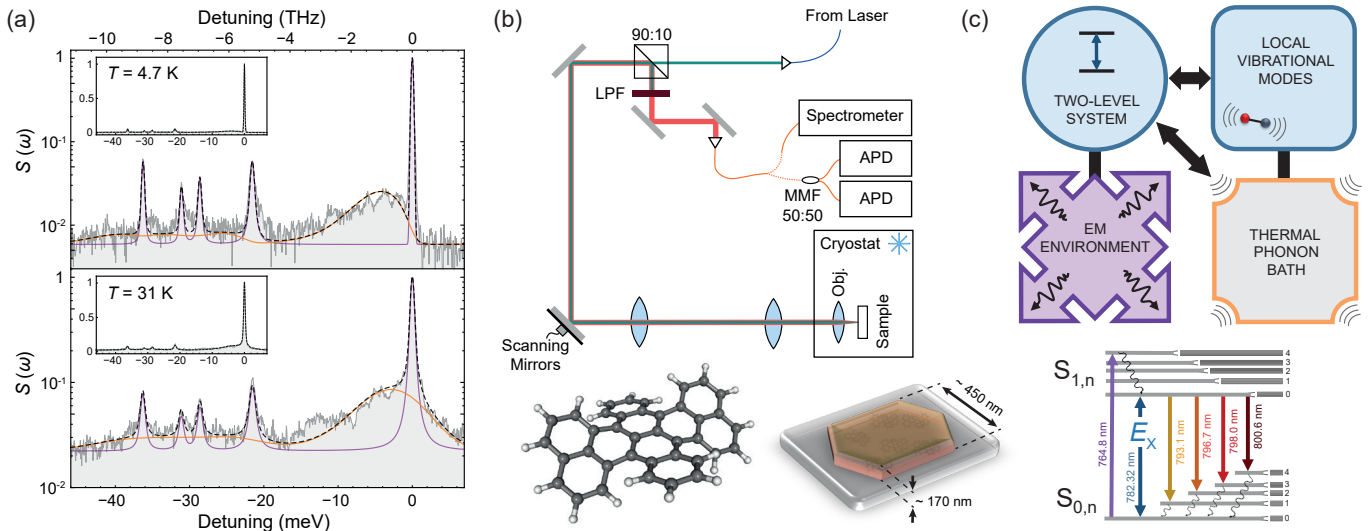 (a)
Detuning (THz)
−10 −8 −6 −4 −2 0
1
10⁻¹
10⁻²
S (ω)
T = 4.7 K
1
0.5
0
−40 −30 −20 −10 0
1
10⁻¹
10⁻²
S (ω)
T = 31 K
1
0.5
0
−40 −30 −20 −10 0
−40 −20 0
Detuning (meV)
(b)
From Laser
90:10
LPF
Spectrometer
APD
APD
MMF
50:50
Cryostat
Obj.
Sample
Scanning
Mirrors
~ 450 nm
~ 170 nm
(c)
TWO-LEVEL
SYSTEM
LOCAL
VIBRATIONAL
MODES
EM
ENVIRONMENT
THERMAL
PHONON
BATH
S1,n
4
3
2
1
0
764.8 nm
EX
782.32 nm
793.1 nm
796.7 nm
798.0 nm
800.6 nm
S0,n
4
3
2
1
0